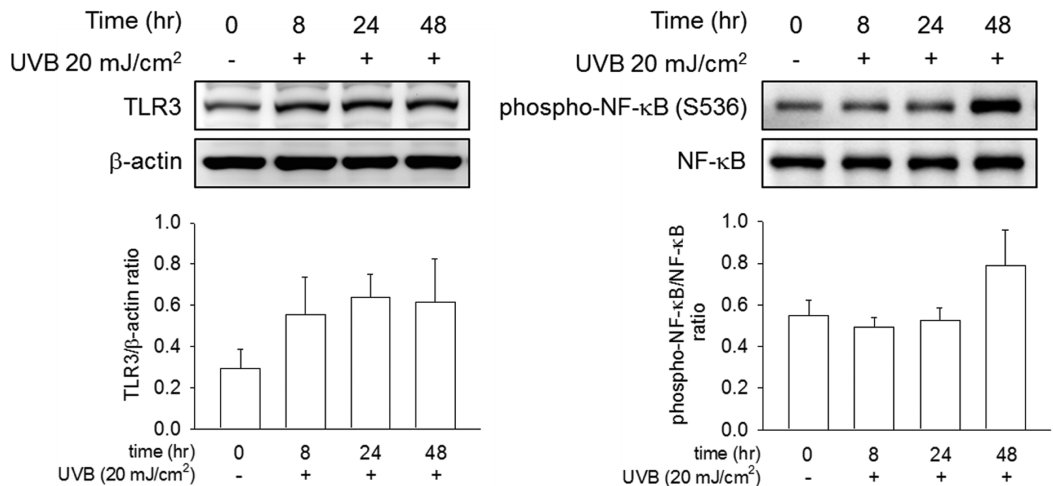 Time (hr) 0 8 24 48
UVB 20 mJ/cm² - + + +
TLR3
β-actin
1.0
0.8
0.6
0.4
0.2
0.0
TLR3/β-actin ratio
time (hr) 0 8 24 48
UVB (20 mJ/cm²) - + + +
Time (hr) 0 8 24 48
UVB 20 mJ/cm² - + + +
phospho-NF-κB (S536)
NF-κB
1.0
0.8
0.6
0.4
0.2
0.0
phospho-NF-κB/NF-κB
ratio
time (hr) 0 8 24 48
UVB (20 mJ/cm²) - + + +